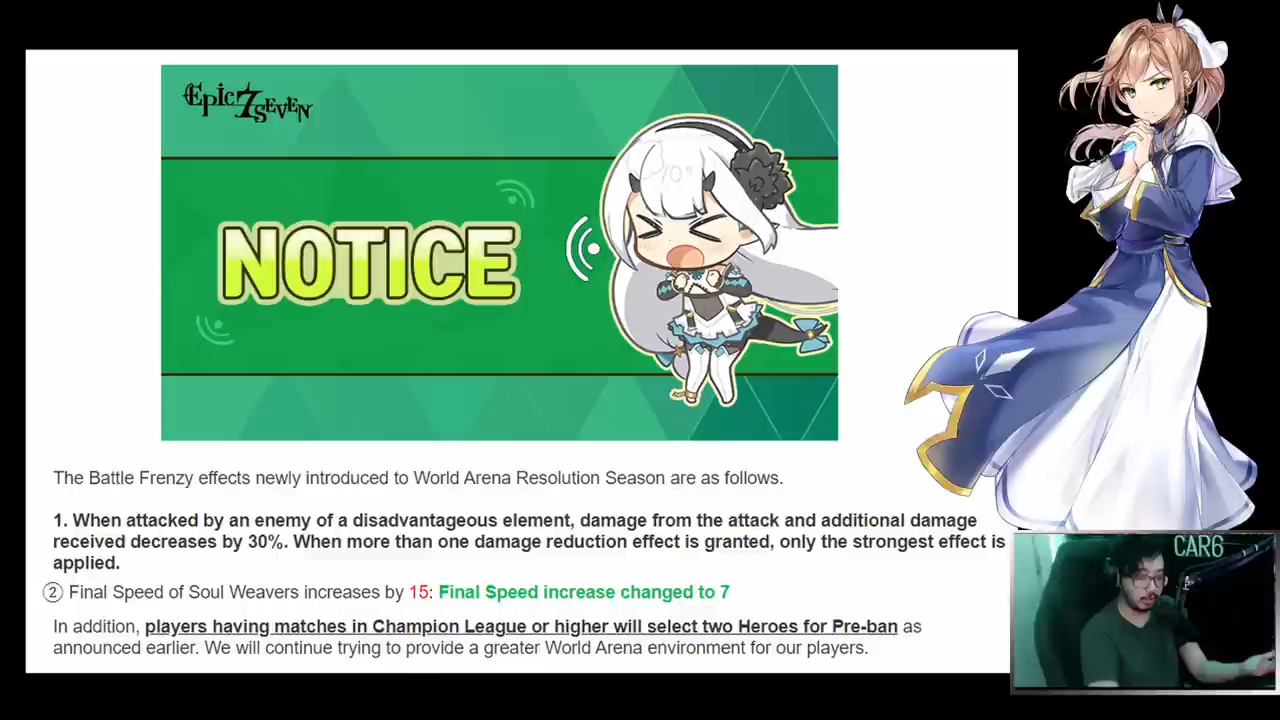 Epic 7 SEVEN
NOTICE
The Battle Frenzy effects newly introduced to World Arena Resolution Season are as follows.
1. When attacked by an enemy of a disadvantageous element, damage from the attack and additional damage
received decreases by 30%. When more than one damage reduction effect is granted, only the strongest effect is
applied.
② Final Speed of Soul Weavers increases by 15: Final Speed increase changed to 7
In addition, players having matches in Champion League or higher will select two Heroes for Pre-ban as
announced earlier. We will continue trying to provide a greater World Arena environment for our players.
CAR6